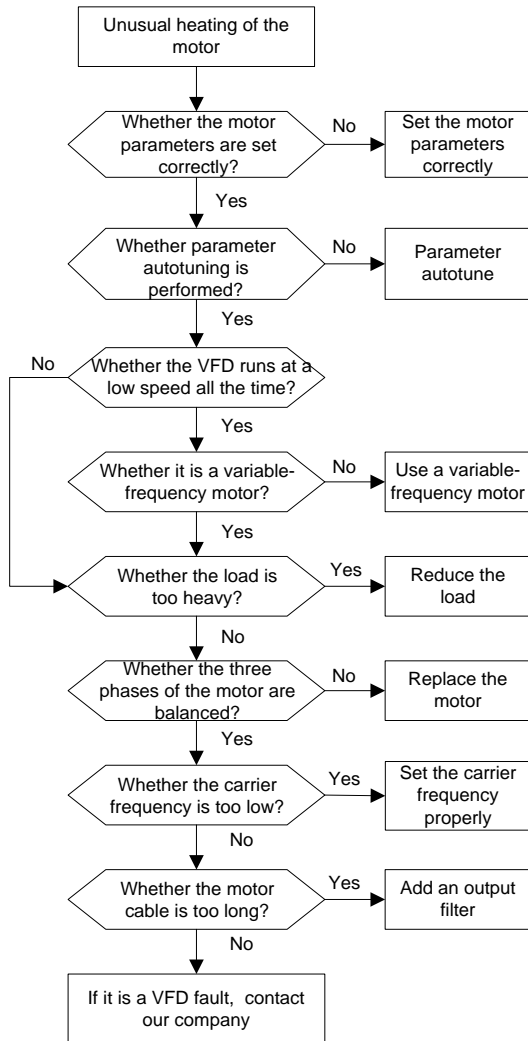 Unusual heating of the
motor
Whether the motor
parameters are set
correctly?
No
Set the motor
parameters
correctly
Yes
Whether parameter
autotuning is
performed?
No
Parameter
autotune
Yes
No
Whether the VFD runs at a
low speed all the time?
Yes
Whether it is a variable-
frequency motor?
No
Use a variable-
frequency motor
Yes
Whether the load is
too heavy?
Yes
Reduce the
load
No
Whether the three
phases of the motor are
balanced?
No
Replace the
motor
Yes
Whether the carrier
frequency is too low?
Yes
Set the carrier
frequency
properly
No
Whether the motor
cable is too long?
Yes
Add an output
filter
No
If it is a VFD fault, contact
our company